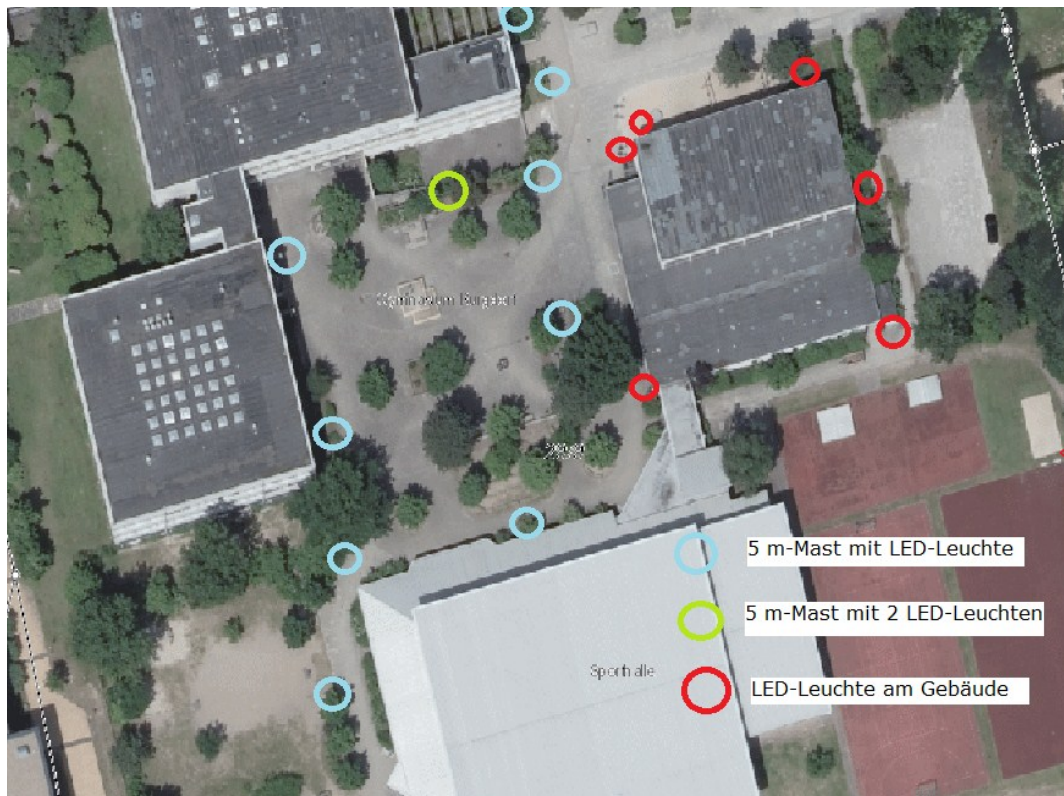 Gymnasium Burgdorf
5 m-Mast mit LED-Leuchte
5 m-Mast mit 2 LED-Leuchten
Sporthalle
LED-Leuchte am Gebäude